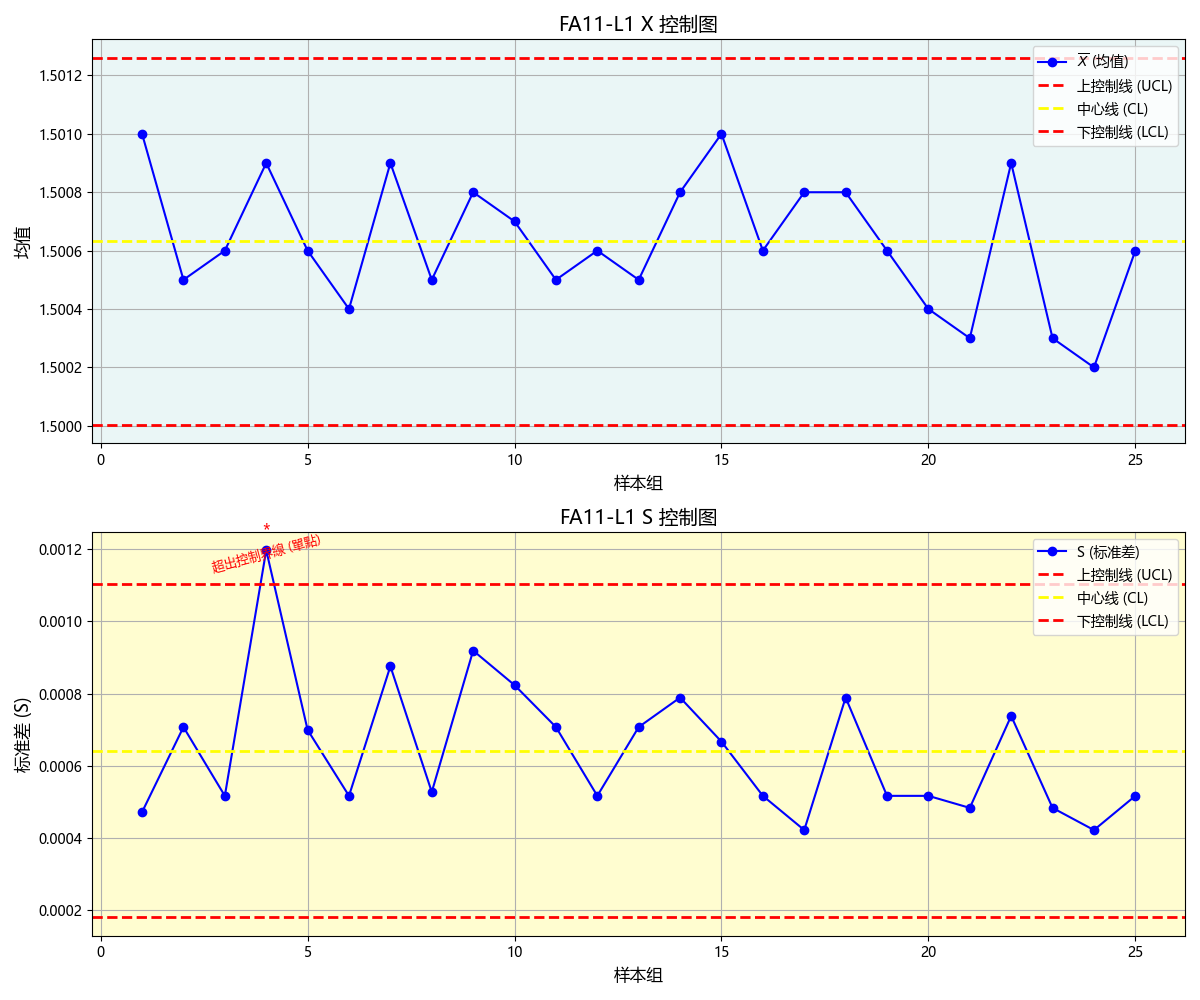 FA11-L1 X 控制图
均值
1.5012
1.5010
1.5008
1.5006
1.5004
1.5002
1.5000
X (均值)
上控制线 (UCL)
中心线 (CL)
下控制线 (LCL)
0 5 10 15 20 25
样本组
FA11-L1 S 控制图
标准差 (S)
0.0012
0.0010
0.0008
0.0006
0.0004
0.0002
*
超出控制界線 (單點)
S (标准差)
上控制线 (UCL)
中心线 (CL)
下控制线 (LCL)
0 5 10 15 20 25
样本组